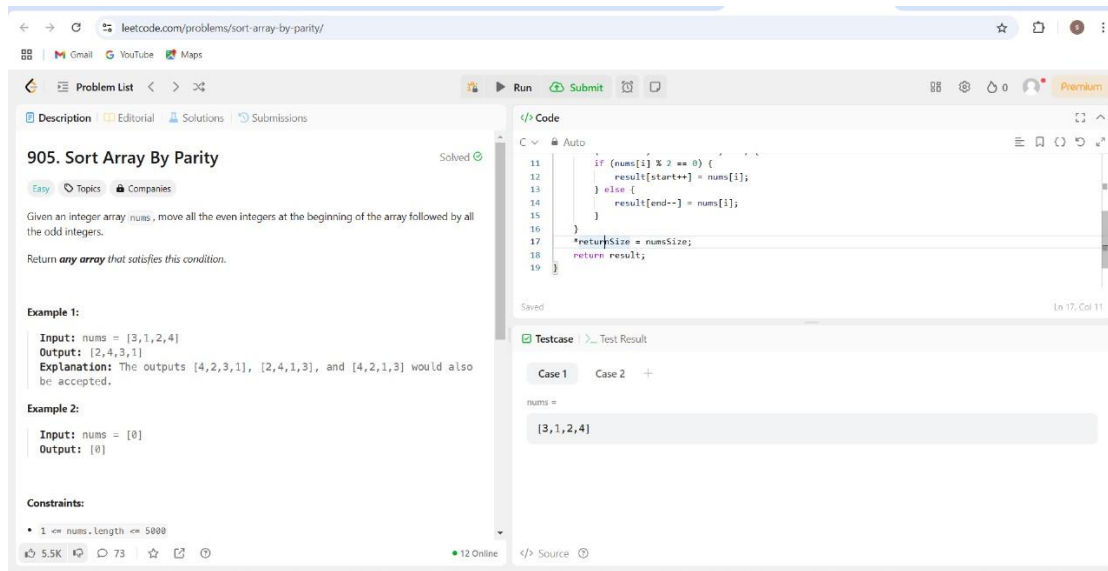 leetcode.com/problems/sort-array-by-parity/
Gmail YouTube Maps
Problem List Run Submit 0 Premium
Description Editorial Solutions Submissions
905. Sort Array By Parity Solved
Easy Topics Companies
Given an integer array nums, move all the even integers at the beginning of the array followed by all
the odd integers.
Return any array that satisfies this condition.
Example 1:
Input: nums = [3,1,2,4]
Output: [2,4,3,1]
Explanation: The outputs [4,2,3,1], [2,4,1,3], and [4,2,1,3] would also
be accepted.
Example 2:
Input: nums = [0]
Output: [0]
Constraints:
• 1 <= nums.length <= 5000
5.5K 73 12 Online
</> Code
C Auto
11 if (nums[i] % 2 == 0) {
12 result[start++] = nums[i];
13 } else {
14 result[end--] = nums[i];
15 }
16 }
17 *returnSize = numsSize;
18 return result;
19 }
Saved Ln 17, Col 11
Testcase >_ Test Result
Case 1 Case 2 +
nums =
[3,1,2,4]
</> Source